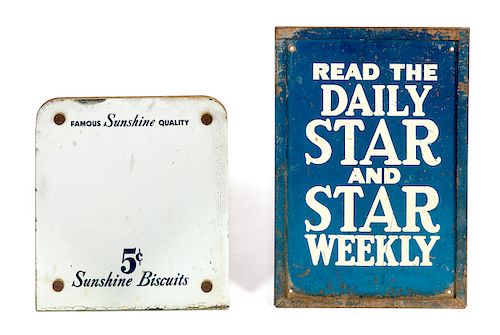 FAMOUS Sunshine QUALITY
5¢
Sunshine Biscuits
READ THE
DAILY
STAR
AND
STAR
WEEKLY